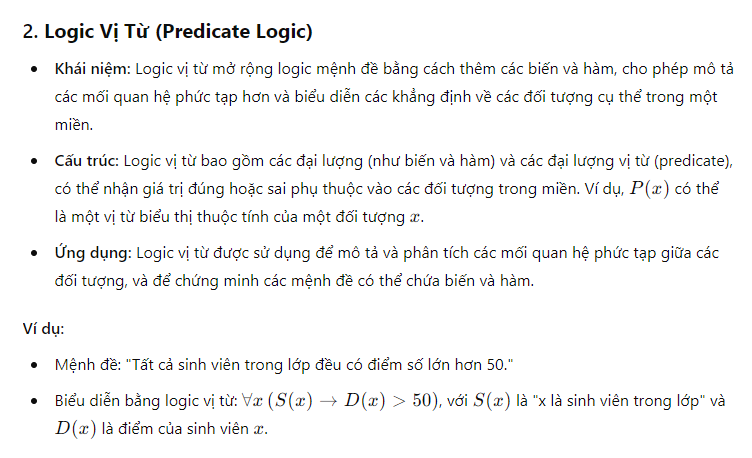 2. Logic Vị Từ (Predicate Logic)
• Khái niệm: Logic vị từ mở rộng logic mệnh đề bằng cách thêm các biến và hàm, cho phép mô tả
các mối quan hệ phức tạp hơn và biểu diễn các khẳng định về các đối tượng cụ thể trong một
miền.
• Cấu trúc: Logic vị từ bao gồm các đại lượng (như biến và hàm) và các đại lượng vị từ (predicate),
có thể nhận giá trị đúng hoặc sai phụ thuộc vào các đối tượng trong miền. Ví dụ, P(x) có thể
là một vị từ biểu thị thuộc tính của một đối tượng x.
• Ứng dụng: Logic vị từ được sử dụng để mô tả và phân tích các mối quan hệ phức tạp giữa các
đối tượng, và để chứng minh các mệnh đề có thể chứa biến và hàm.
Ví dụ:
• Mệnh đề: "Tất cả sinh viên trong lớp đều có điểm số lớn hơn 50."
• Biểu diễn bằng logic vị từ: ∀x (S(x) → D(x) > 50), với S(x) là "x là sinh viên trong lớp" và
D(x) là điểm của sinh viên x.